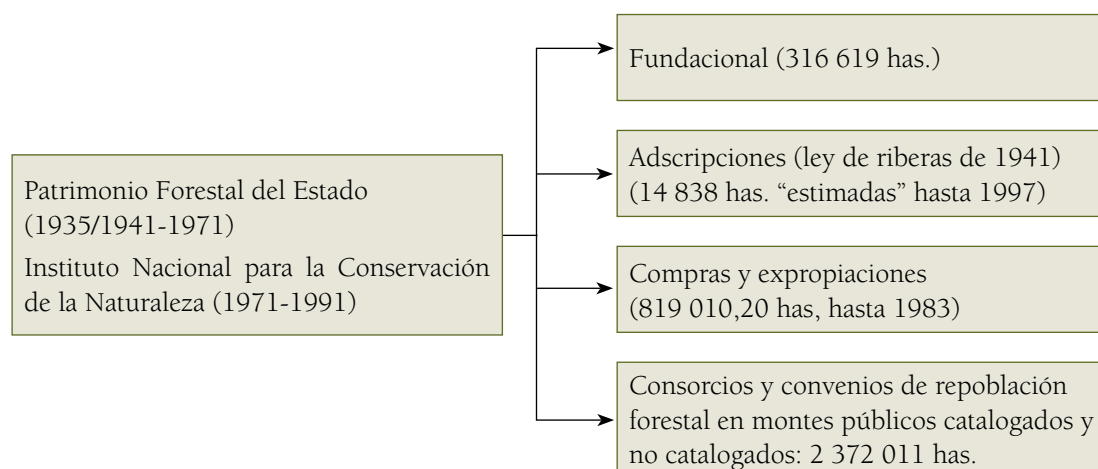 Patrimonio Forestal del Estado
(1935/1941-1971)
Instituto Nacional para la Conservación
de la Naturaleza (1971-1991)
Fundacional (316 619 has.)
Adscripciones (ley de riberas de 1941)
(14 838 has. “estimadas” hasta 1997)
Compras y expropiaciones
(819 010,20 has, hasta 1983)
Consorcios y convenios de repoblación
forestal en montes públicos catalogados y
no catalogados: 2 372 011 has.